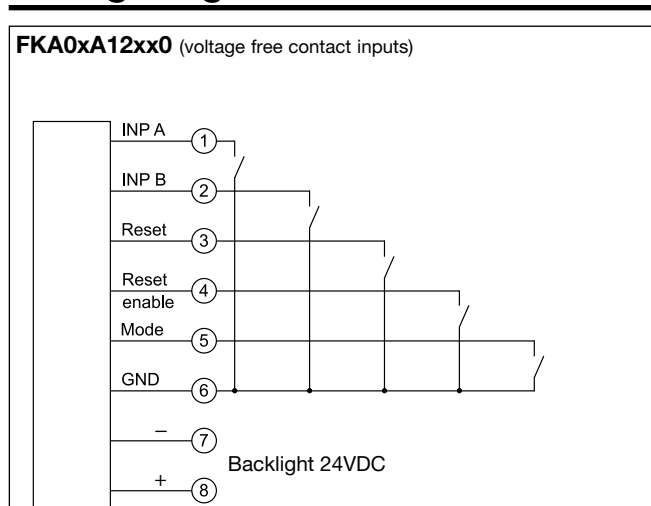 FKA0xA12xx0 (voltage free contact inputs)
INP A
1
INP B
2
Reset
3
Reset
enable
4
Mode
5
GND
6
–
7
Backlight 24VDC
+
8